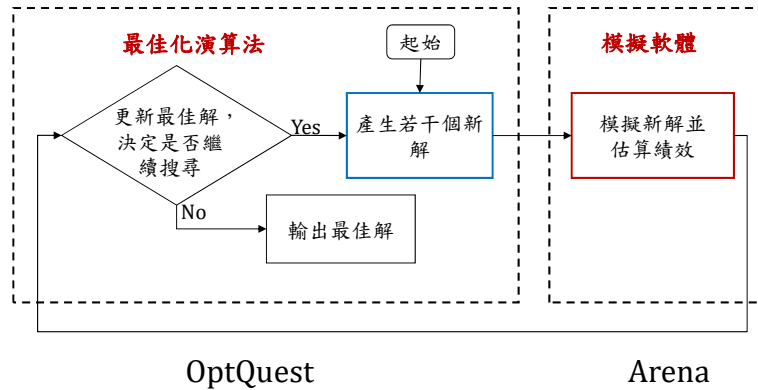 最佳化演算法
起始
模擬軟體
更新最佳解，
決定是否繼
續搜尋
Yes
產生若干個新
解
模擬新解並
估算績效
No
輸出最佳解
OptQuest
Arena